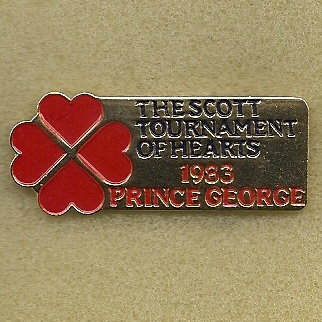 THE SCOTT
TOURNAMENT
OF HEARTS
1983
PRINCE GEORGE